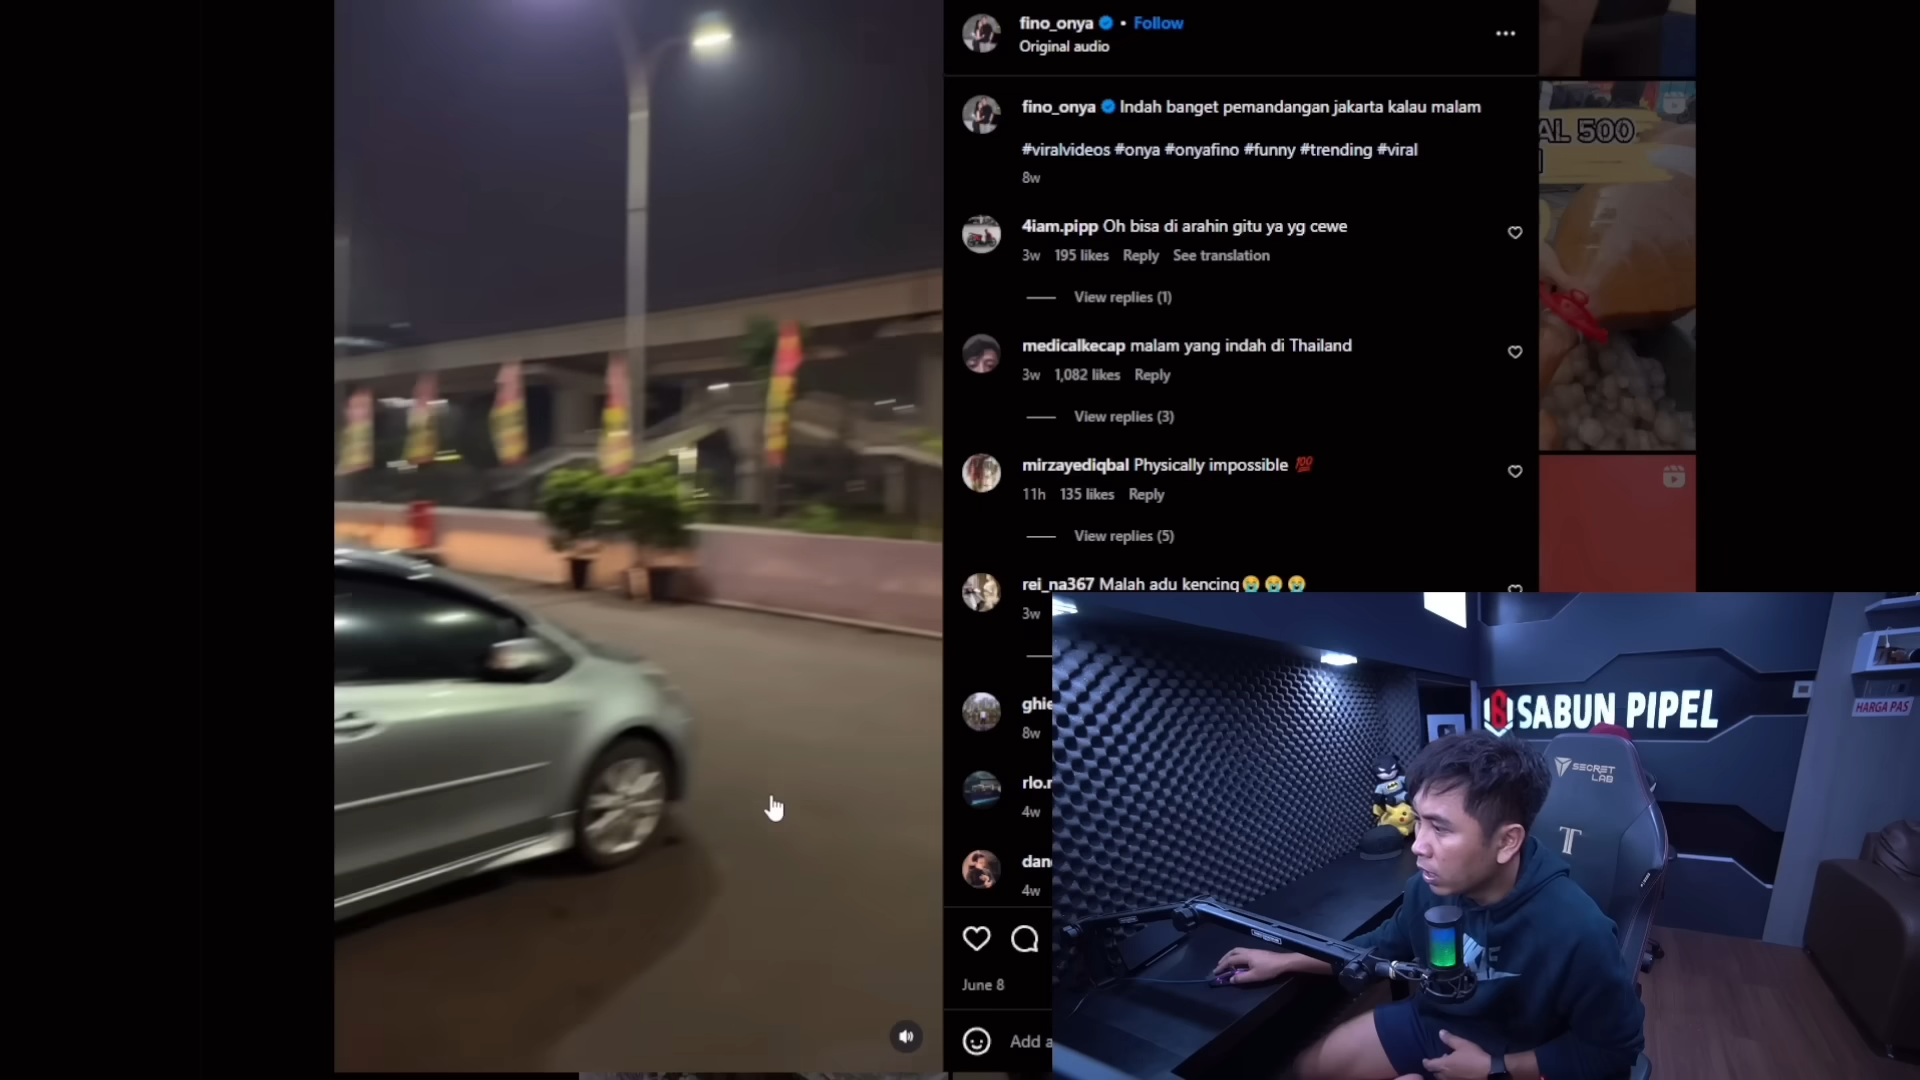 fino_onya • Follow
Original audio
fino_onya Indah banget pemandangan jakarta kalau malam
#viralvideos #onya #onyafino #funny #trending #viral
8w
4iam.pipp Oh bisa di arahin gitu ya yg cewe
3w 195 likes Reply See translation
View replies (1)
medicalkecap malam yang indah di Thailand
3w 1,082 likes Reply
View replies (3)
mirzayediqbal Physically impossible 💯
11h 135 likes Reply
View replies (5)
rei_na367 Malah adu kencing😭😭😭
3w
ghie
8w
rlo.r
4w
dan
4w
June 8
Add a
AL 500
SABUN PIPEL
HARGA PAS
SECRET
LAB